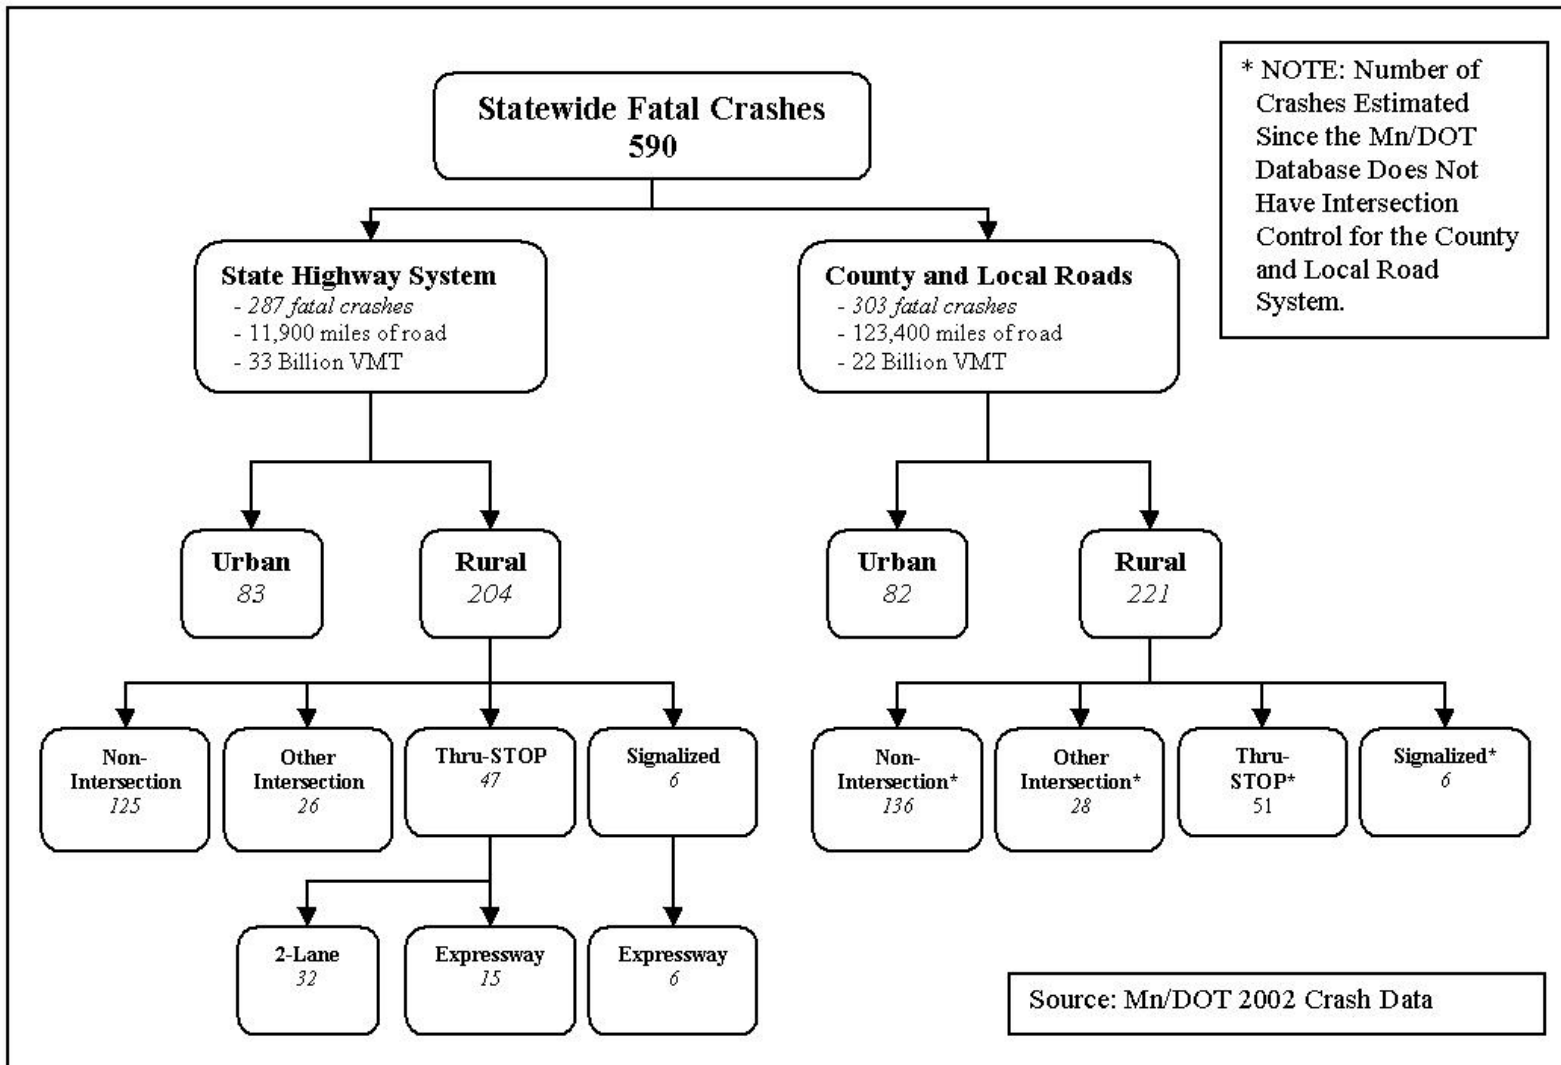 Statewide Fatal Crashes
590
* NOTE: Number of
Crashes Estimated
Since the Mn/DOT
Database Does Not
Have Intersection
Control for the County
and Local Road
System.
State Highway System
- 287 fatal crashes
- 11,900 miles of road
- 33 Billion VMT
County and Local Roads
- 303 fatal crashes
- 123,400 miles of road
- 22 Billion VMT
Urban
83
Rural
204
Urban
82
Rural
221
Non-
Intersection
125
Other
Intersection
26
Thru-STOP
47
Signalized
6
Non-
Intersection*
136
Other
Intersection*
28
Thru-
STOP*
51
Signalized*
6
2-Lane
32
Expressway
15
Expressway
6
Source: Mn/DOT 2002 Crash Data